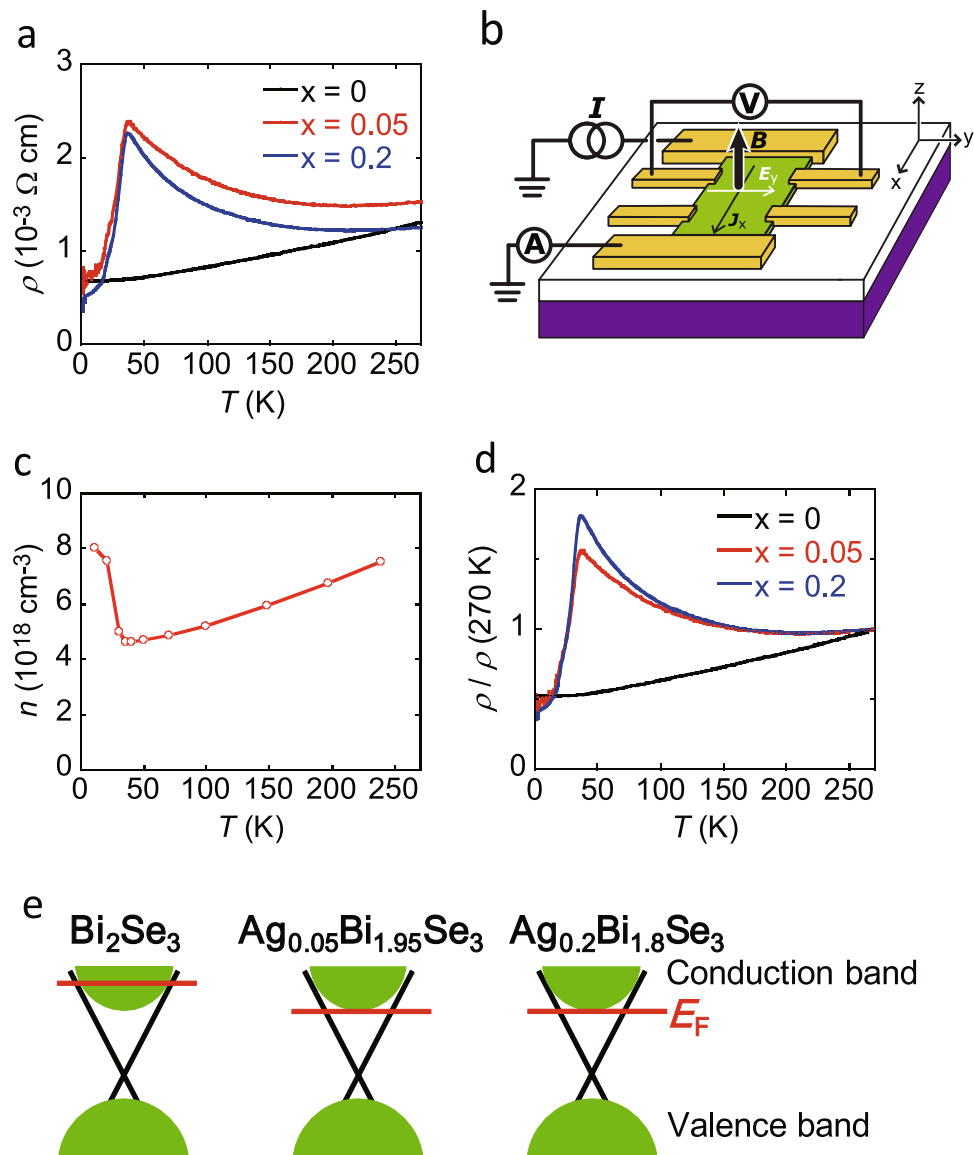 a
3
2
1
0
ρ (10-3 Ω cm)
x = 0
x = 0.05
x = 0.2
0 50 100 150 200 250
T (K)
b
I
V
B
Ey
Jx
A
z
y
x
c
10
8
6
4
2
0
n (10^18 cm-3)
0 50 100 150 200 250
T (K)
d
2
1
0
ρ / ρ (270 K)
x = 0
x = 0.05
x = 0.2
0 50 100 150 200 250
T (K)
e
Bi2Se3
Ag0.05Bi1.95Se3
Ag0.2Bi1.8Se3
Conduction band
EF
Valence band